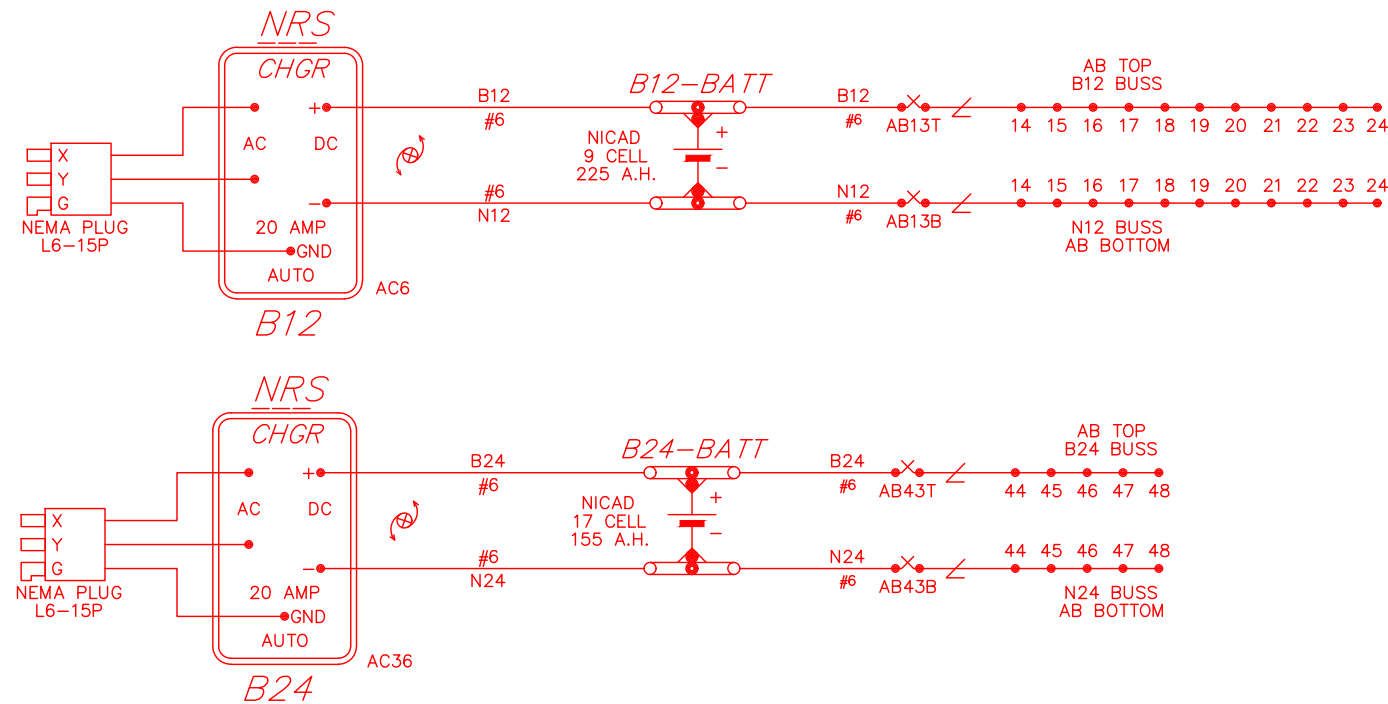 NRS
CHGR
+
AC DC
−
20 AMP
GND
AUTO
AC6
B12
X
Y
G
NEMA PLUG
L6-15P
B12
#6
#6
N12
B12-BATT
NICAD
9 CELL
225 A.H.
+
−
B12
#6
AB13T
N12
#6
AB13B
AB TOP
B12 BUSS
14 15 16 17 18 19 20 21 22 23 24
14 15 16 17 18 19 20 21 22 23 24
N12 BUSS
AB BOTTOM
NRS
CHGR
+
AC DC
−
20 AMP
GND
AUTO
AC36
B24
X
Y
G
NEMA PLUG
L6-15P
B24
#6
#6
N24
B24-BATT
NICAD
17 CELL
155 A.H.
+
−
B24
#6
AB43T
N24
#6
AB43B
AB TOP
B24 BUSS
44 45 46 47 48
44 45 46 47 48
N24 BUSS
AB BOTTOM